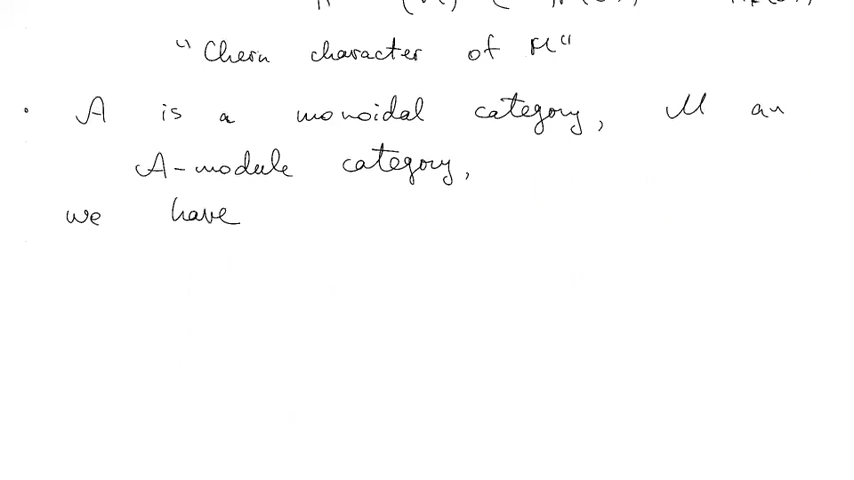 "Chern character of M"
· A is a monoidal category, M an
A-module category,
we have